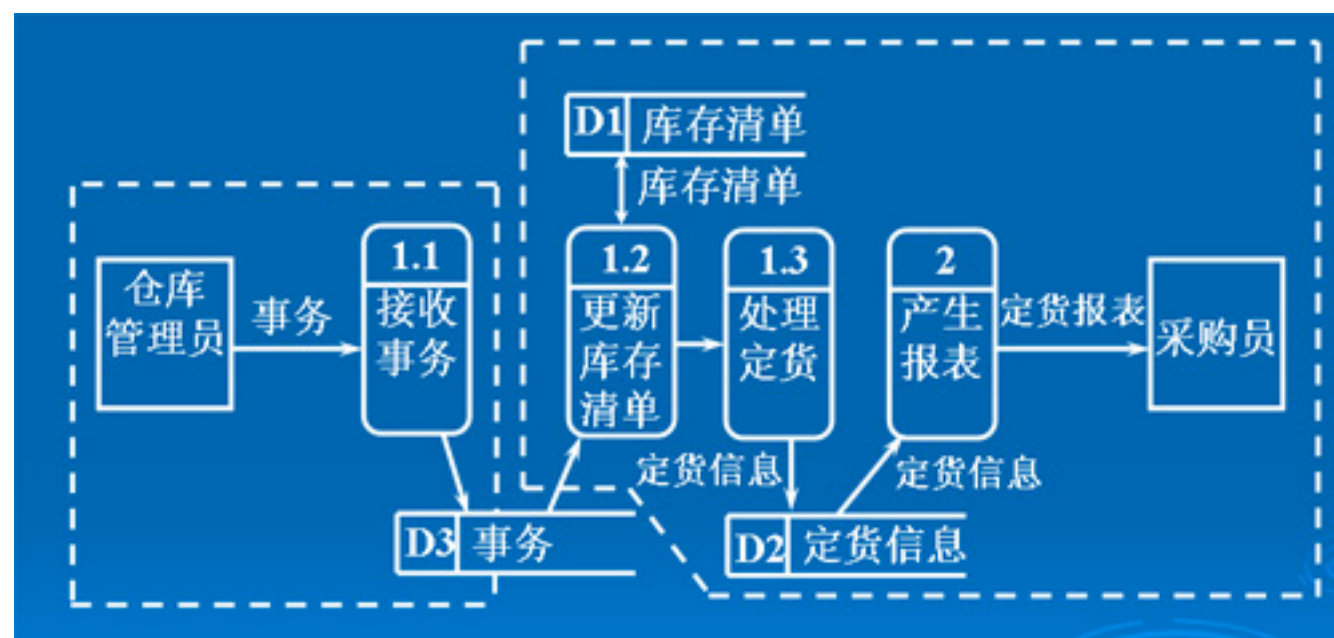 D1 库存清单
库存清单
仓库
管理员
事务
1.1
接收
事务
1.2
更新
库存
清单
1.3
处理
定货
2
产生
报表
定货报表
采购员
定货信息
定货信息
D3 事务
D2 定货信息